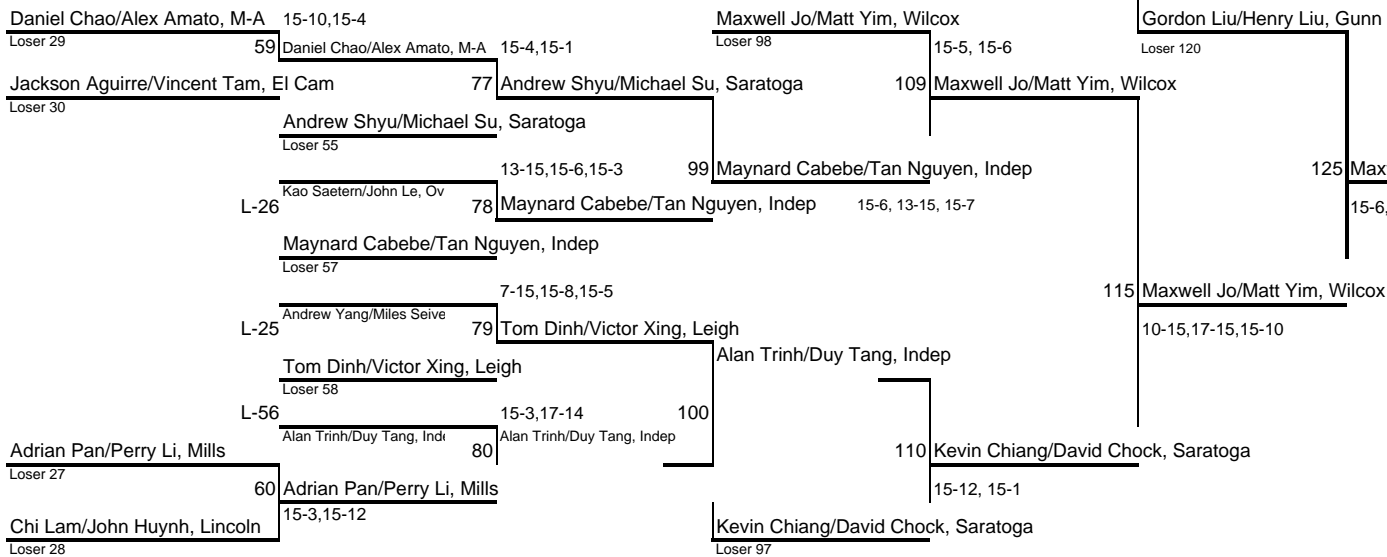 Daniel Chao/Alex Amato, M-A 15-10,15-4 Maxwell Jo/Matt Yim, Wilcox Gordon Liu/Henry Liu, Gunn
Loser 29 59 Daniel Chao/Alex Amato, M-A 15-4,15-1 Loser 98 15-5, 15-6 Loser 120
Jackson Aguirre/Vincent Tam, El Cam 77 Andrew Shyu/Michael Su, Saratoga 109 Maxwell Jo/Matt Yim, Wilcox
Loser 30
Andrew Shyu/Michael Su, Saratoga
Loser 55
13-15,15-6,15-3 99 Maynard Cabebe/Tan Nguyen, Indep 125 Max
Kao Saetern/John Le, Ov
L-26 78 Maynard Cabebe/Tan Nguyen, Indep 15-6, 13-15, 15-7 15-6,
Maynard Cabebe/Tan Nguyen, Indep
Loser 57
7-15,15-8,15-5 115 Maxwell Jo/Matt Yim, Wilcox
Andrew Yang/Miles Seive
L-25 79 Tom Dinh/Victor Xing, Leigh 10-15,17-15,15-10
Alan Trinh/Duy Tang, Indep
Tom Dinh/Victor Xing, Leigh
Loser 58
L-56 15-3,17-14 100
Alan Trinh/Duy Tang, Inde Alan Trinh/Duy Tang, Indep
Adrian Pan/Perry Li, Mills 80 110 Kevin Chiang/David Chock, Saratoga
Loser 27
60 Adrian Pan/Perry Li, Mills 15-12, 15-1
15-3,15-12
Chi Lam/John Huynh, Lincoln Kevin Chiang/David Chock, Saratoga
Loser 28 Loser 97